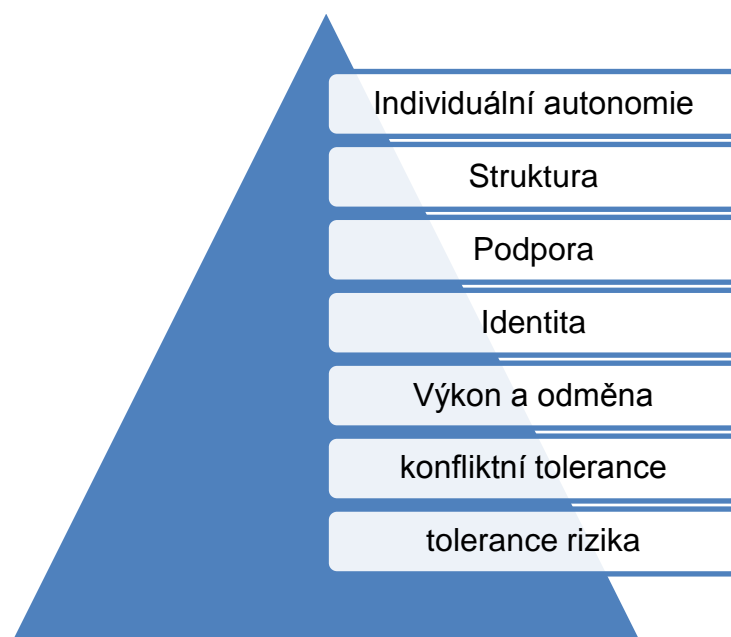 Individuální autonomie
Struktura
Podpora
Identita
Výkon a odměna
konfliktní tolerance
tolerance rizika